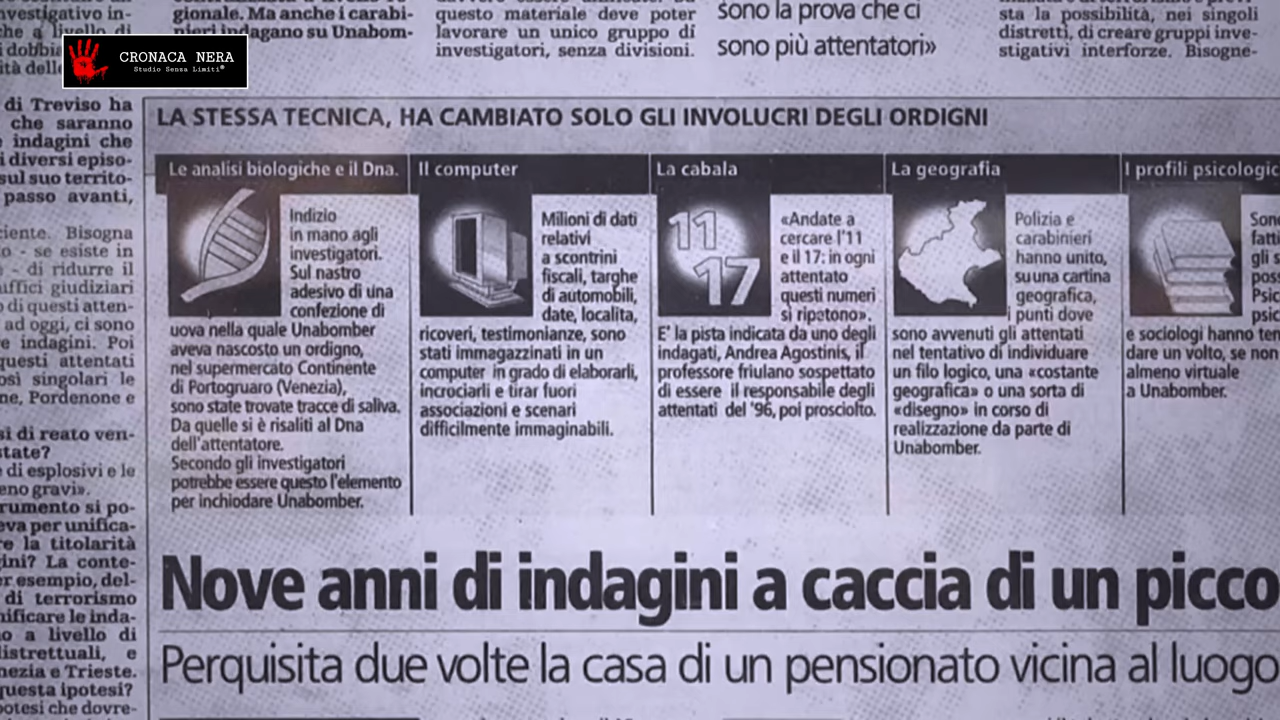 nvestigativo in-
che a livello di
i dobbia
ità delle
CRONACA NERA
Studio Senza Limiti®
gionale. Ma anche i carabi-
nieri indagano su Unabom-
questo materiale deve poter
lavorare un unico gruppo di
investigatori, senza divisioni.
sono la prova che ci
sono più attentatori»
sta la possibilità, nei singoli
distretti, di creare gruppi inve-
stigativi interforze. Bisogne-
di Treviso ha
che saranno
e indagini che
i diversi episo-
sul suo territo-
passo avanti,
ciente. Bisogna
o - se esiste in
e - di ridurre il
uffici giudiziari
o di questi atten-
ad oggi, ci sono
e indagini. Poi
questi attentati
osì singolari le
ne, Pordenone e
si di reato ven-
state?
e di esplosivi e le
eno gravi».
rumento si po-
eva per unifica-
re la titolarità
gini? La conte-
er esempio, del-
di terrorismo
nificare le inda-
no a livello di
distrettuali, e
nezia e Trieste.
questa ipotesi?
potesi che dovre-
LA STESSA TECNICA, HA CAMBIATO SOLO GLI INVOLUCRI DEGLI ORDIGNI
Le analisi biologiche e il Dna.
Indizio
in mano agli
investigatori.
Sul nastro
adesivo di una
confezione di
uova nella quale Unabomber
aveva nascosto un ordigno,
nel supermercato Continente
di Portogruaro (Venezia),
sono state trovate tracce di saliva.
Da quelle si è risaliti al Dna
dell'attentatore.
Secondo gli investigatori
potrebbe essere questo l'elemento
per inchiodare Unabomber.
Il computer
Milioni di dati
relativi
a scontrini
fiscali, targhe
di automobili,
date, localita,
ricoveri, testimonianze, sono
stati immagazzinati in un
computer in grado di elaborarli,
incrociarli e tirar fuori
associazioni e scenari
difficilmente immaginabili.
La cabala
11
17
«Andate a
cercare l'11
e il 17: in ogni
attentato
questi numeri
si ripetono».
E' la pista indicata da uno degli
indagati, Andrea Agostinis, il
professore friulano sospettato
di essere il responsabile degli
attentati del '96, poi prosciolto.
La geografia
Polizia e
carabinieri
hanno unito,
su una cartina
geografica,
i punti dove
sono avvenuti gli attentati
nel tentativo di individuare
un filo logico, una «costante
geografica» o una sorta di
«disegno» in corso di
realizzazione da parte di
Unabomber.
I profili psicologic
Sono
fatti
gli s
poss
Psic
psic
e sociologi hanno ten
dare un volto, se non
almeno virtuale
a Unabomber.
Nove anni di indagini a caccia di un picco
Perquisita due volte la casa di un pensionato vicina al luogo